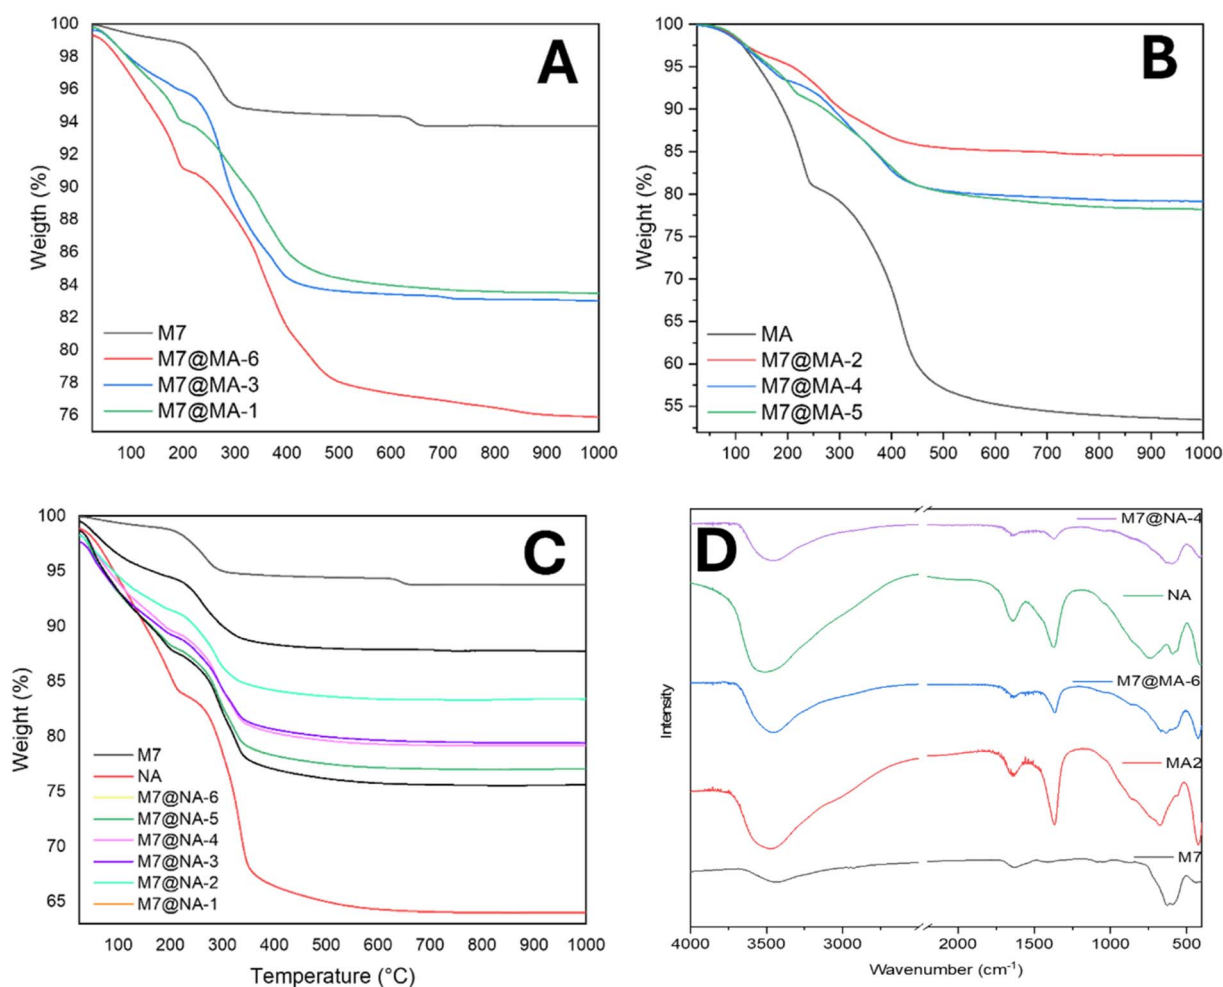 A
Weigth (%)
100
98
96
94
92
90
88
86
84
82
80
78
76
M7
M7@MA-6
M7@MA-3
M7@MA-1
100 200 300 400 500 600 700 800 900 1000
B
Weight (%)
100
95
90
85
80
75
70
65
60
55
MA
M7@MA-2
M7@MA-4
M7@MA-5
100 200 300 400 500 600 700 800 900 1000
C
Weight (%)
100
95
90
85
80
75
70
65
M7
NA
M7@NA-6
M7@NA-5
M7@NA-4
M7@NA-3
M7@NA-2
M7@NA-1
100 200 300 400 500 600 700 800 900 1000
Temperature (°C)
D
Intensity
M7@NA-4
NA
M7@MA-6
MA2
M7
4000 3500 3000 2000 1500 1000 500
Wavenumber (cm⁻¹)